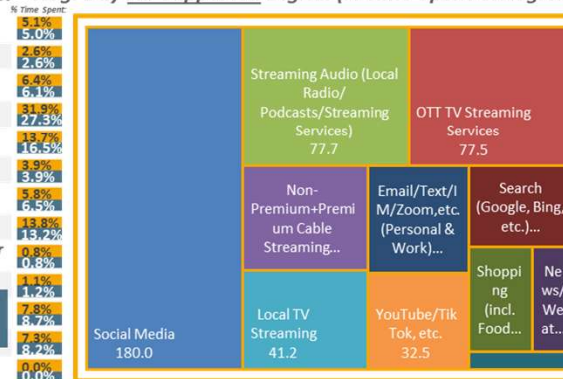 % Time Spent:
5.1%
5.0%
2.6%
2.6%
6.4%
6.1%
31.9%
27.3%
13.7%
16.5%
3.9%
3.9%
5.8%
6.5%
13.8%
13.2%
0.8%
0.8%
1.1%
1.2%
7.8%
8.7%
7.3%
8.2%
0.0%
0.0%
Social Media
180.0
Streaming Audio (Local
Radio/
Podcasts/Streaming
Services)
77.7
OTT TV Streaming
Services
77.5
Non-
Premium+Premi
um Cable
Streaming...
Email/Text/I
M/Zoom,etc.
(Personal &
Work)...
Search
(Google, Bing,
etc.)...
Local TV
Streaming
41.2
YouTube/Tik
Tok, etc.
32.5
Shoppi
ng
(incl.
Food...
Ne
ws/
We
at...